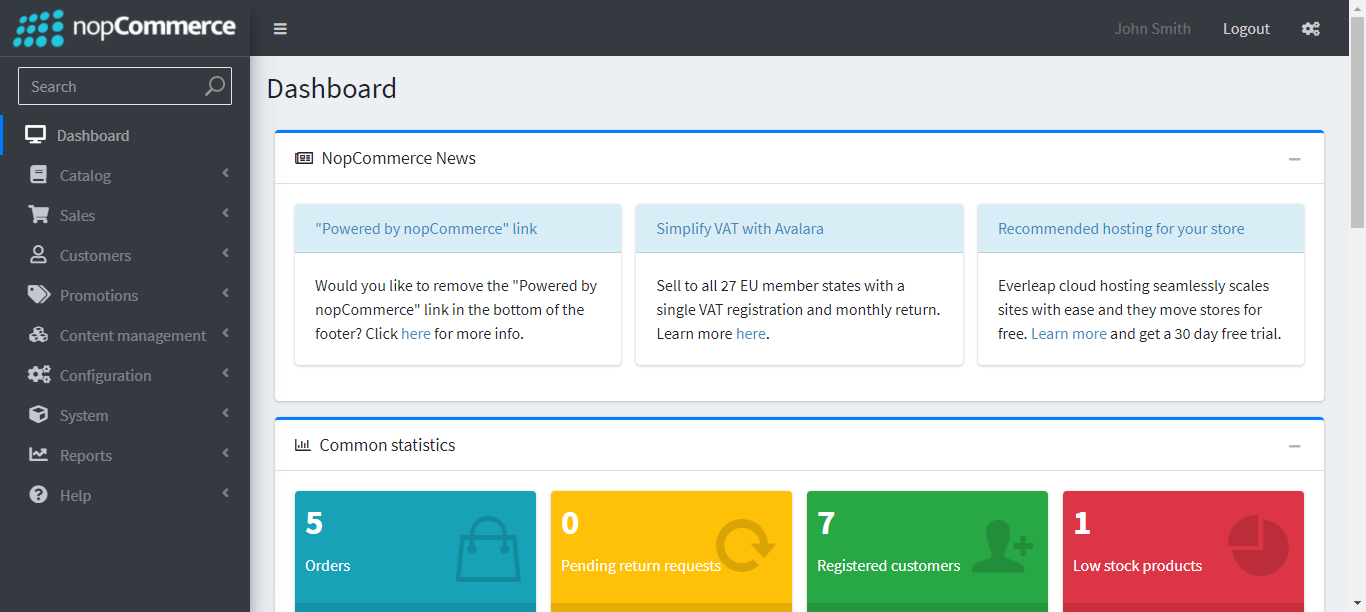 nopCommerce
John Smith
Logout
Search
Dashboard
Catalog
Sales
Customers
Promotions
Content management
Configuration
System
Reports
Help
Dashboard
NopCommerce News
"Powered by nopCommerce" link
Would you like to remove the "Powered by
nopCommerce" link in the bottom of the
footer? Click here for more info.
Simplify VAT with Avalara
Sell to all 27 EU member states with a
single VAT registration and monthly return.
Learn more here.
Recommended hosting for your store
Everleap cloud hosting seamlessly scales
sites with ease and they move stores for
free. Learn more and get a 30 day free trial.
Common statistics
5
Orders
0
Pending return requests
7
Registered customers
1
Low stock products